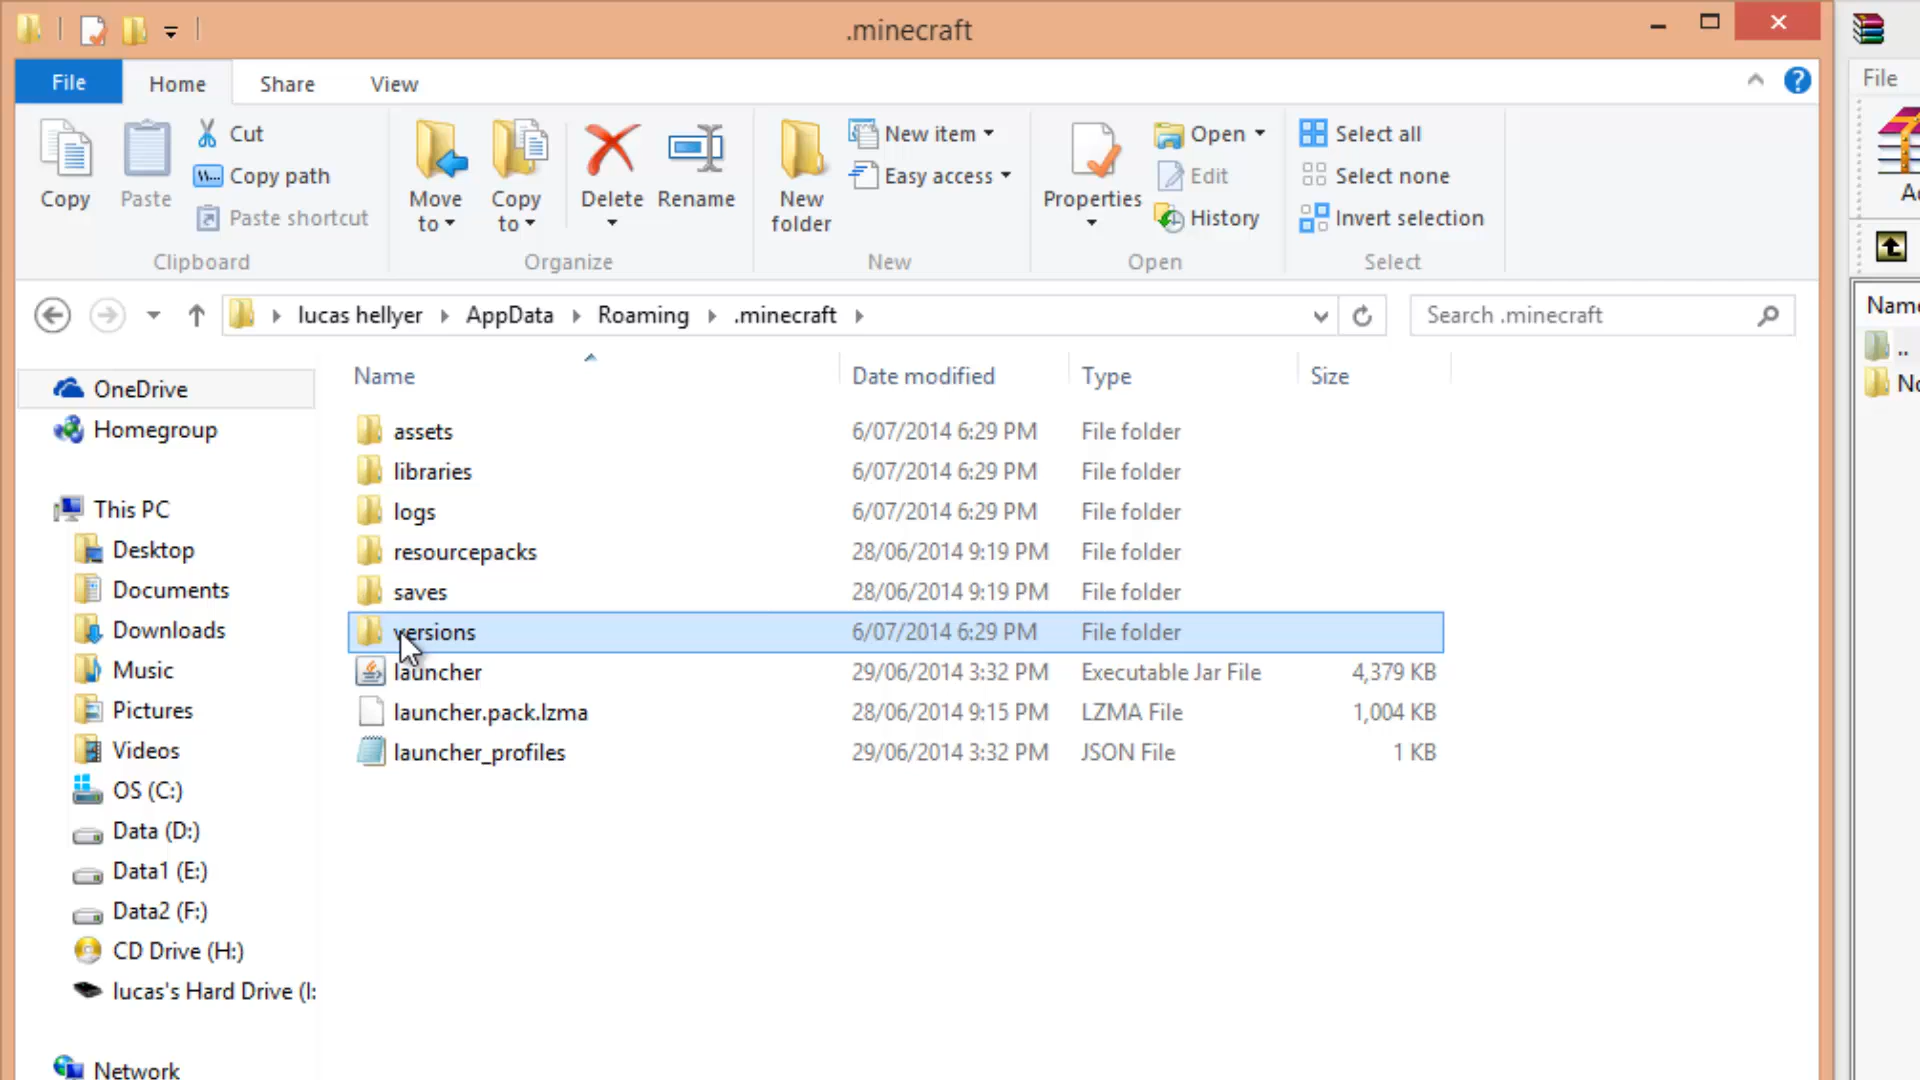 .minecraft
File Home Share View
Copy
Paste
Cut
Copy path
Paste shortcut
Clipboard
Move to
Copy to
Delete
Rename
Organize
New folder
New item
Easy access
New
Properties
Open
Edit
History
Open
Select all
Select none
Invert selection
Select
lucas hellyer AppData Roaming .minecraft
Search .minecraft
Name Date modified Type Size
OneDrive
Homegroup
This PC
Desktop
Documents
Downloads
Music
Pictures
Videos
OS (C:)
Data (D:)
Data1 (E:)
Data2 (F:)
CD Drive (H:)
lucas's Hard Drive (I:
Network
assets 6/07/2014 6:29 PM File folder
libraries 6/07/2014 6:29 PM File folder
logs 6/07/2014 6:29 PM File folder
resourcepacks 28/06/2014 9:19 PM File folder
saves 28/06/2014 9:19 PM File folder
versions 6/07/2014 6:29 PM File folder
launcher 29/06/2014 3:32 PM Executable Jar File 4,379 KB
launcher.pack.lzma 28/06/2014 9:15 PM LZMA File 1,004 KB
launcher_profiles 29/06/2014 3:32 PM JSON File 1 KB
File
Name
..